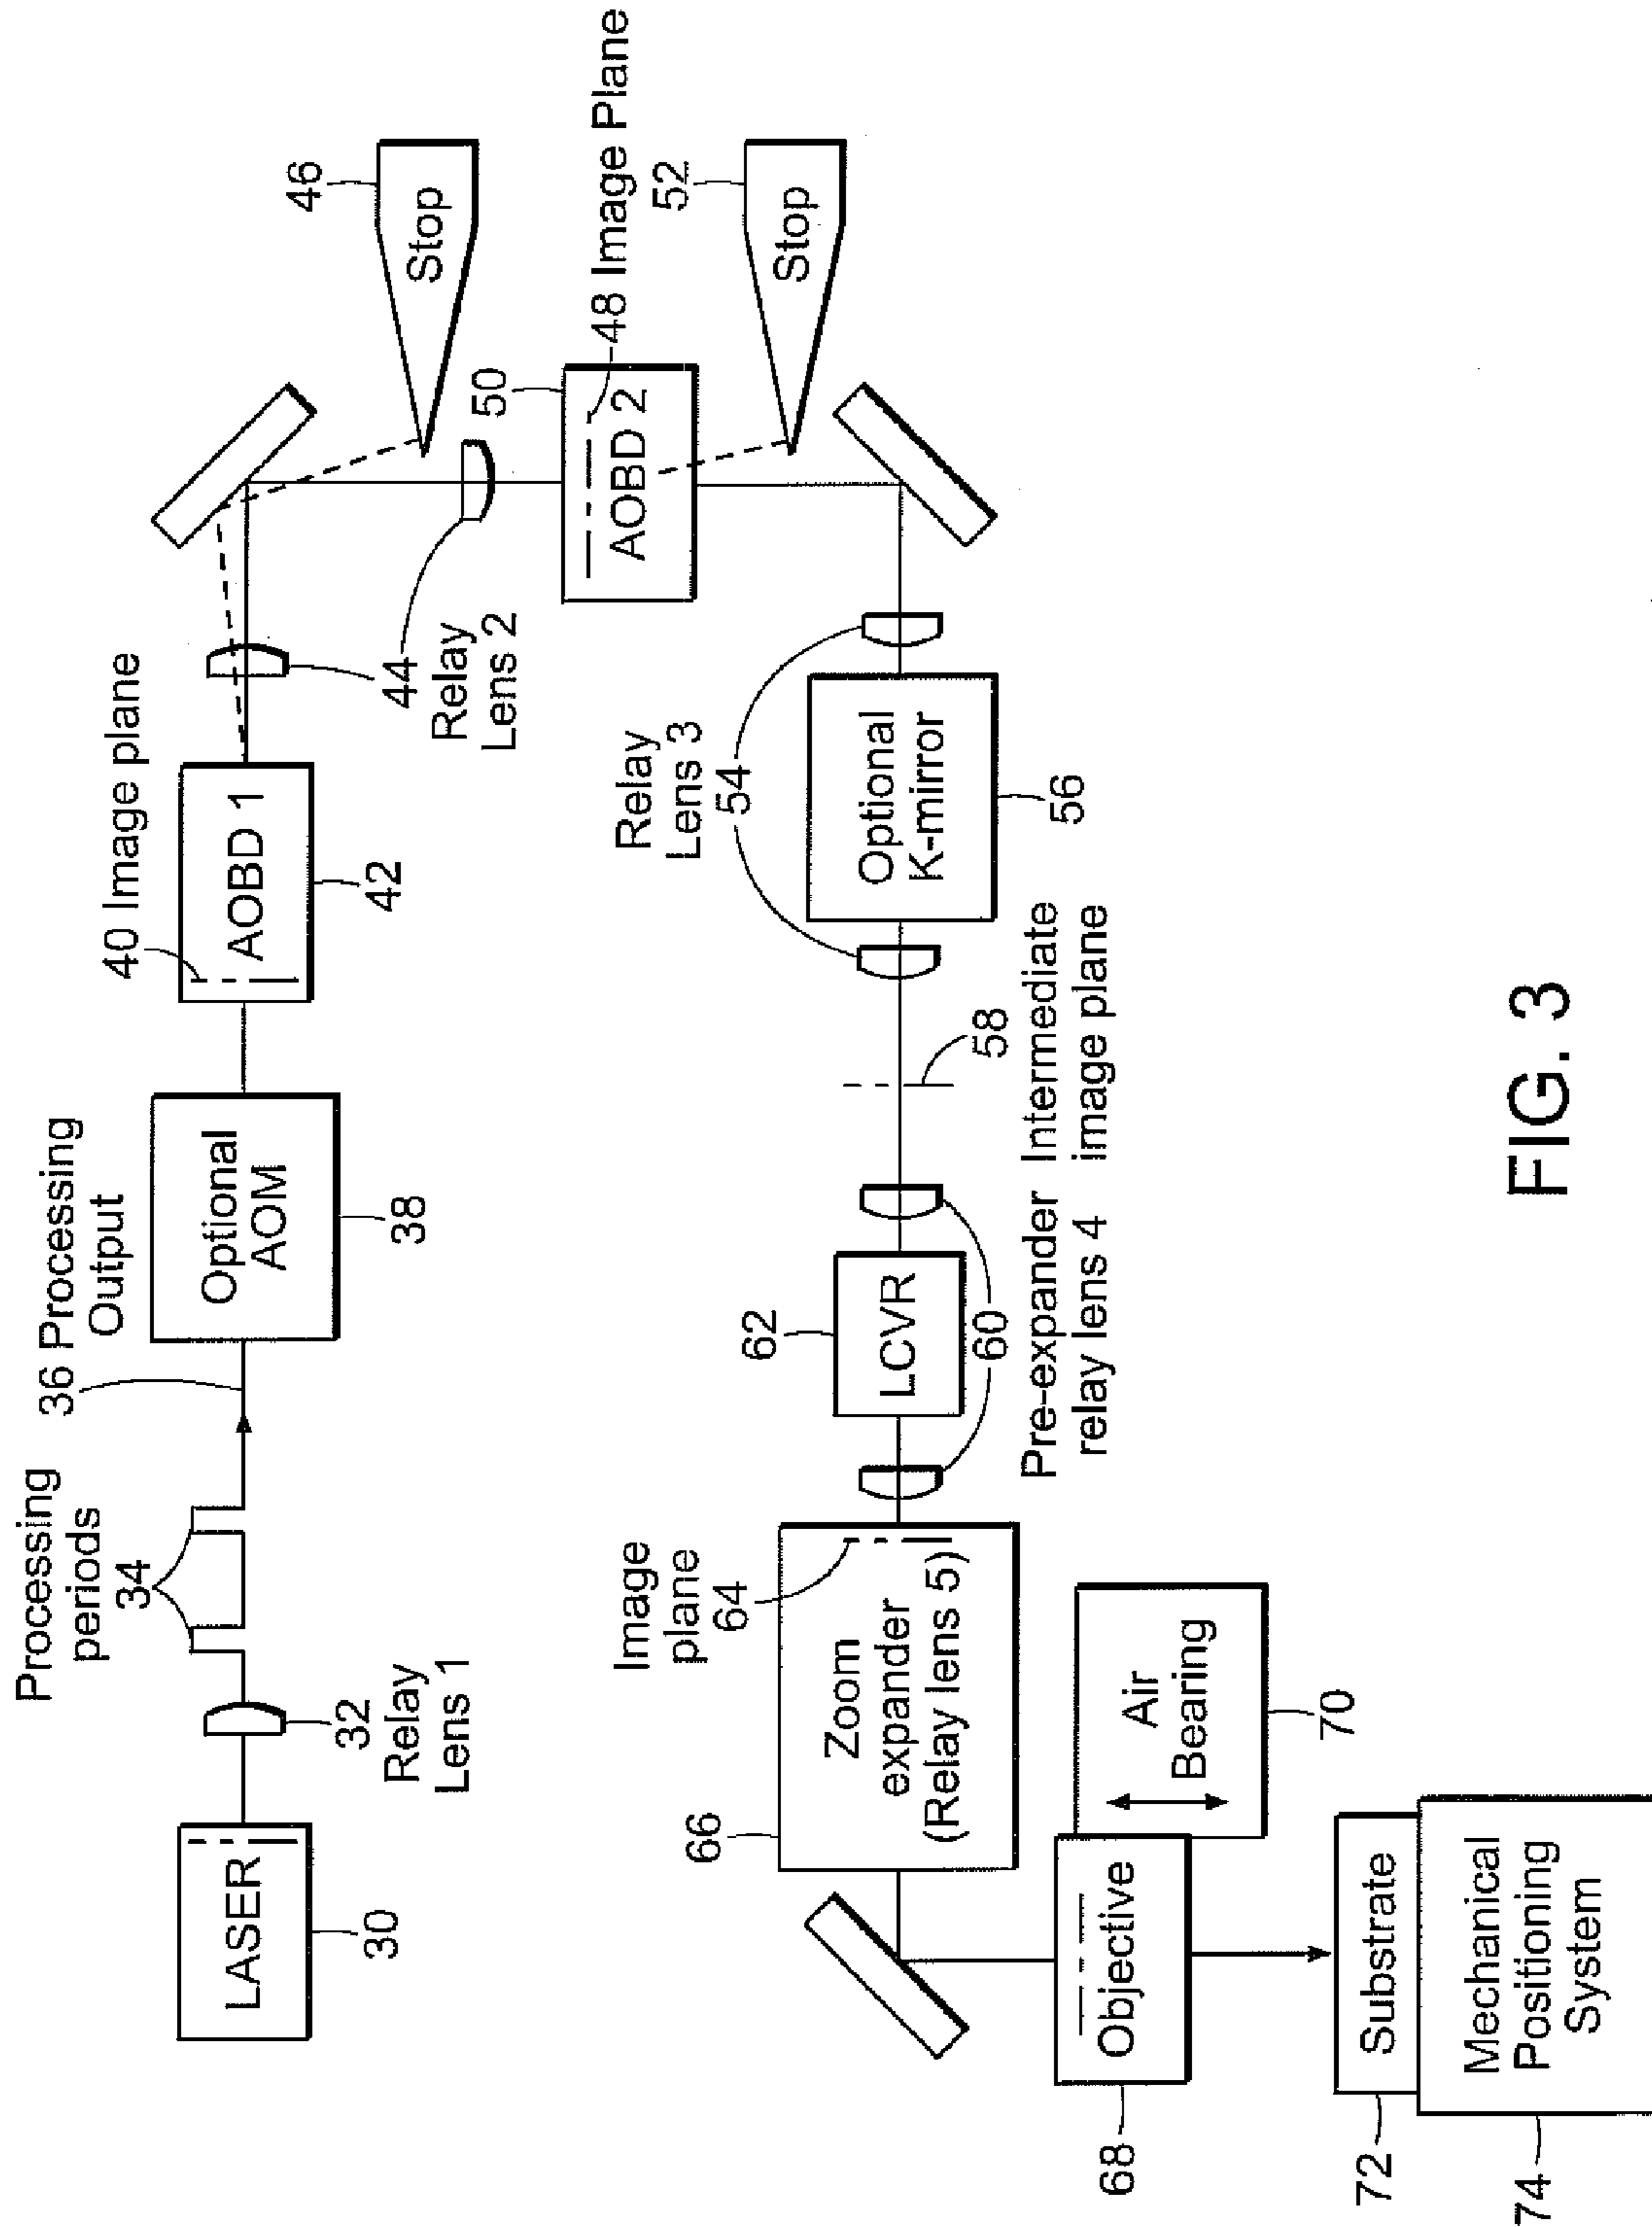 Processing
periods
34
36 Processing
Output
40 Image plane
LASER
30
32
Relay
Lens 1
Optional
AOM
38
AOBD 1
42
44
Relay
Lens 2
46
Stop
50
48 Image Plane
AOBD 2
52
Stop
Relay
Lens 3
54
Optional
K-mirror
56
58
Intermediate
image plane
60
Pre-expander
relay lens 4
62
LCVR
Image
plane
64
66
Zoom
expander
(Relay lens 5)
Air
Bearing
70
Objective
68
Substrate
72
Mechanical
Positioning
System
74
FIG. 3